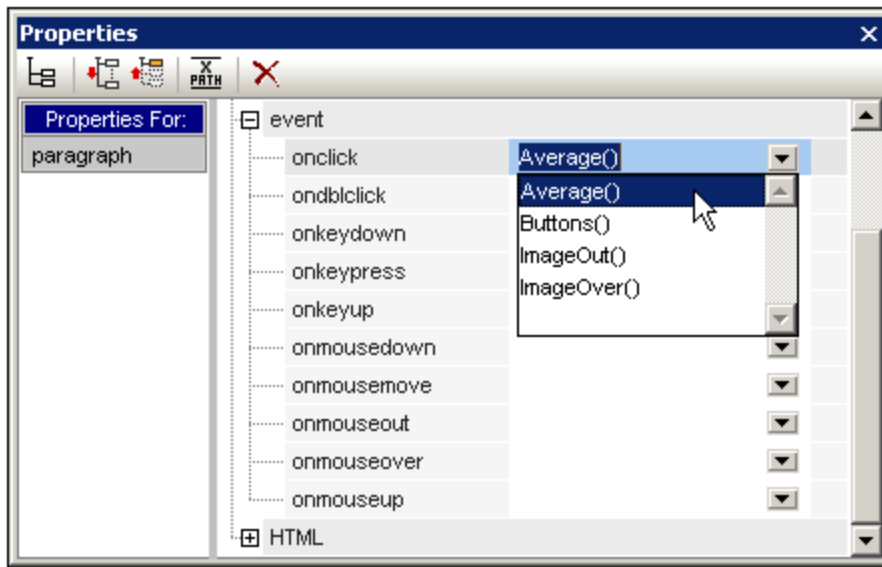 Properties
X PATH
Properties For:
paragraph
event
onclick Average()
Average()
ondblclick
Buttons()
onkeydown
ImageOut()
onkeypress
ImageOver()
onkeyup
onmousedown
onmousemove
onmouseout
onmouseover
onmouseup
HTML